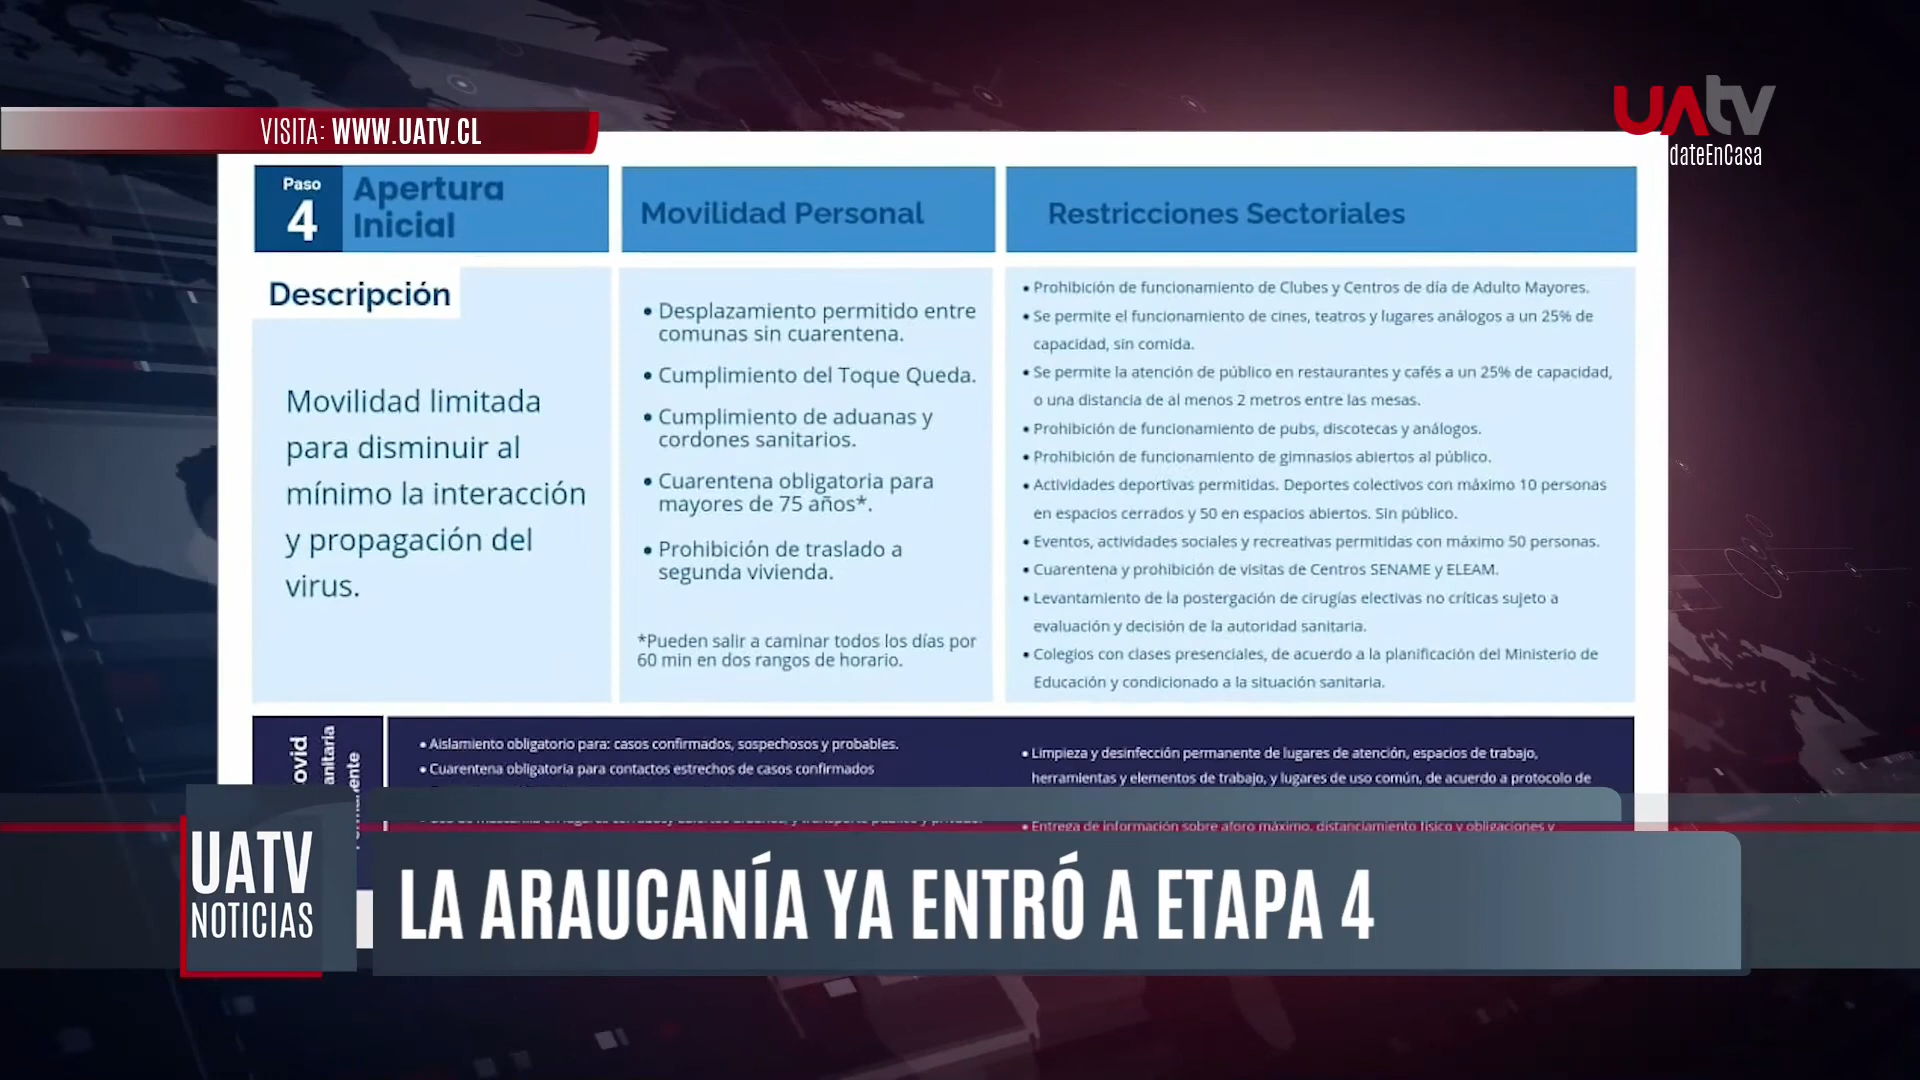 VISITA: WWW.UATV.CL
UATV
dateEnCasa
Paso
4
Apertura
Inicial
Movilidad Personal
Restricciones Sectoriales
Descripción
Movilidad limitada
para disminuir al
mínimo la interacción
y propagación del
virus.
• Desplazamiento permitido entre
comunas sin cuarentena.
• Cumplimiento del Toque Queda.
• Cumplimiento de aduanas y
cordones sanitarios.
• Cuarentena obligatoria para
mayores de 75 años*.
• Prohibición de traslado a
segunda vivienda.
*Pueden salir a caminar todos los días por
60 min en dos rangos de horario.
• Prohibición de funcionamiento de Clubes y Centros de día de Adulto Mayores.
• Se permite el funcionamiento de cines, teatros y lugares análogos a un 25% de
capacidad, sin comida.
• Se permite la atención de público en restaurantes y cafés a un 25% de capacidad,
o una distancia de al menos 2 metros entre las mesas.
• Prohibición de funcionamiento de pubs, discotecas y análogos.
• Prohibición de funcionamiento de gimnasios abiertos al público.
• Actividades deportivas permitidas. Deportes colectivos con máximo 10 personas
en espacios cerrados y 50 en espacios abiertos. Sin público.
• Eventos, actividades sociales y recreativas permitidas con máximo 50 personas.
• Cuarentena y prohibición de visitas de Centros SENAME y ELEAM.
• Levantamiento de la postergación de cirugías electivas no críticas sujeto a
evaluación y decisión de la autoridad sanitaria.
• Colegios con clases presenciales, de acuerdo a la planificación del Ministerio de
Educación y condicionado a la situación sanitaria.
ovid
anitaria
• Aislamiento obligatorio para: casos confirmados, sospechosos y probables.
• Cuarentena obligatoria para contactos estrechos de casos confirmados
• Limpieza y desinfección permanente de lugares de atención, espacios de trabajo,
herramientas y elementos de trabajo, y lugares de uso común, de acuerdo a protocolo de
• Entrega de información sobre aforo máximo, distanciamiento físico y obligaciones y
UATV
NOTICIAS
LA ARAUCANÍA YA ENTRÓ A ETAPA 4